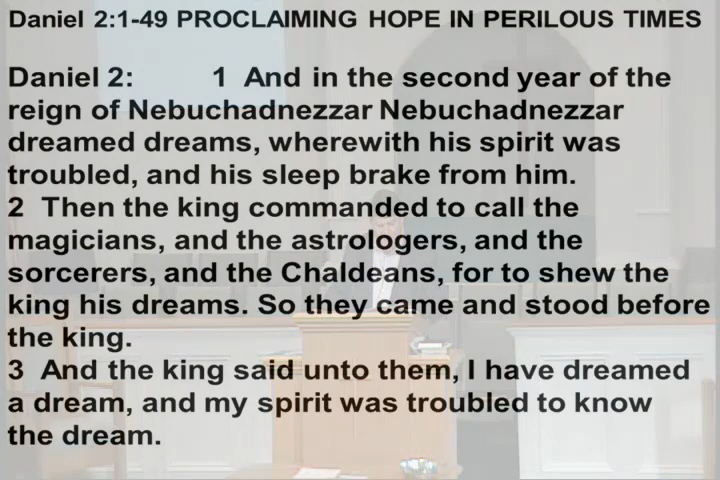 Daniel 2:1-49 PROCLAIMING HOPE IN PERILOUS TIMES
Daniel 2: 1 And in the second year of the
reign of Nebuchadnezzar Nebuchadnezzar
dreamed dreams, wherewith his spirit was
troubled, and his sleep brake from him.
2 Then the king commanded to call the
magicians, and the astrologers, and the
sorcerers, and the Chaldeans, for to shew the
king his dreams. So they came and stood before
the king.
3 And the king said unto them, I have dreamed
a dream, and my spirit was troubled to know
the dream.